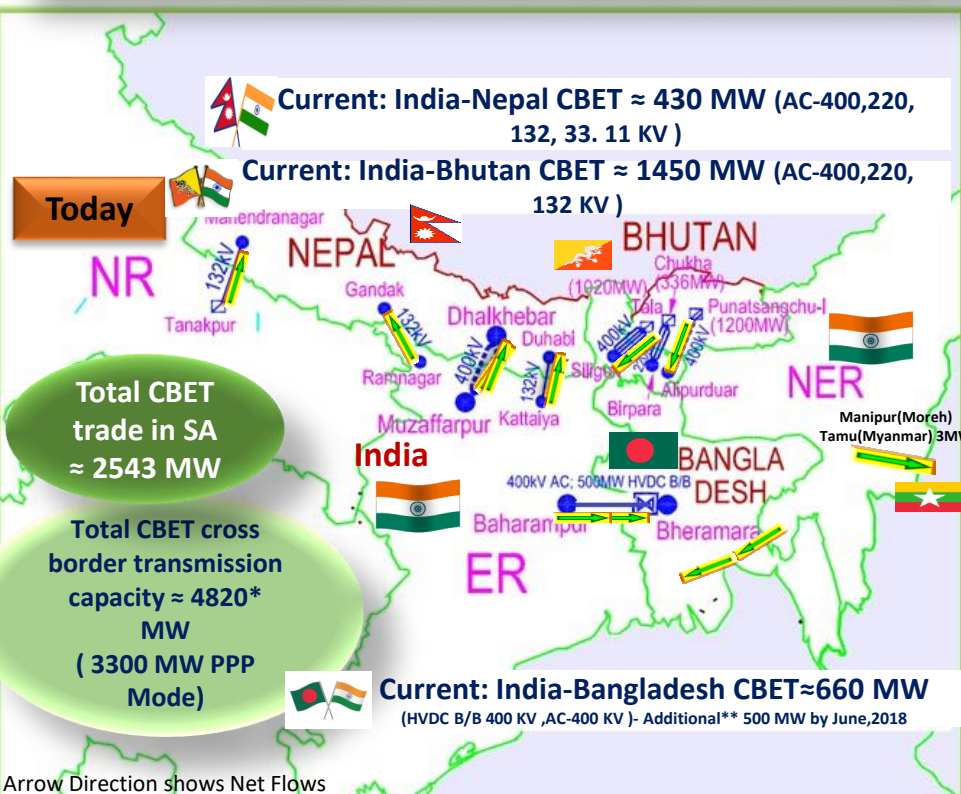 Current: India-Nepal CBET ≈ 430 MW (AC-400,220,
132, 33. 11 KV )
Current: India-Bhutan CBET ≈ 1450 MW (AC-400,220,
132 KV )
Today
Mahendranagar
NEPAL
BHUTAN
Chukha
(336MW)
(1020MW)
Tala
Punatsangchu-I
(1200MW)
NR
132kV
Tanakpur
Gandak
132kV
Ramnagar
Dhalkhebar
400kV
Muzaffarpur
Duhabi
132kV
Kattaiya
400kV
400kV
Alipurduar
Birpara
NER
Total CBET
trade in SA
≈ 2543 MW
India
Manipur(Moreh)
Tamu(Myanmar) 3MW
BANGLA
DESH
400kV AC; 500MW HVDC B/B
Baharampur
Bheramara
ER
Total CBET cross
border transmission
capacity ≈ 4820*
MW
( 3300 MW PPP
Mode)
Current: India-Bangladesh CBET≈660 MW
(HVDC B/B 400 KV ,AC-400 KV )- Additional** 500 MW by June,2018
Arrow Direction shows Net Flows